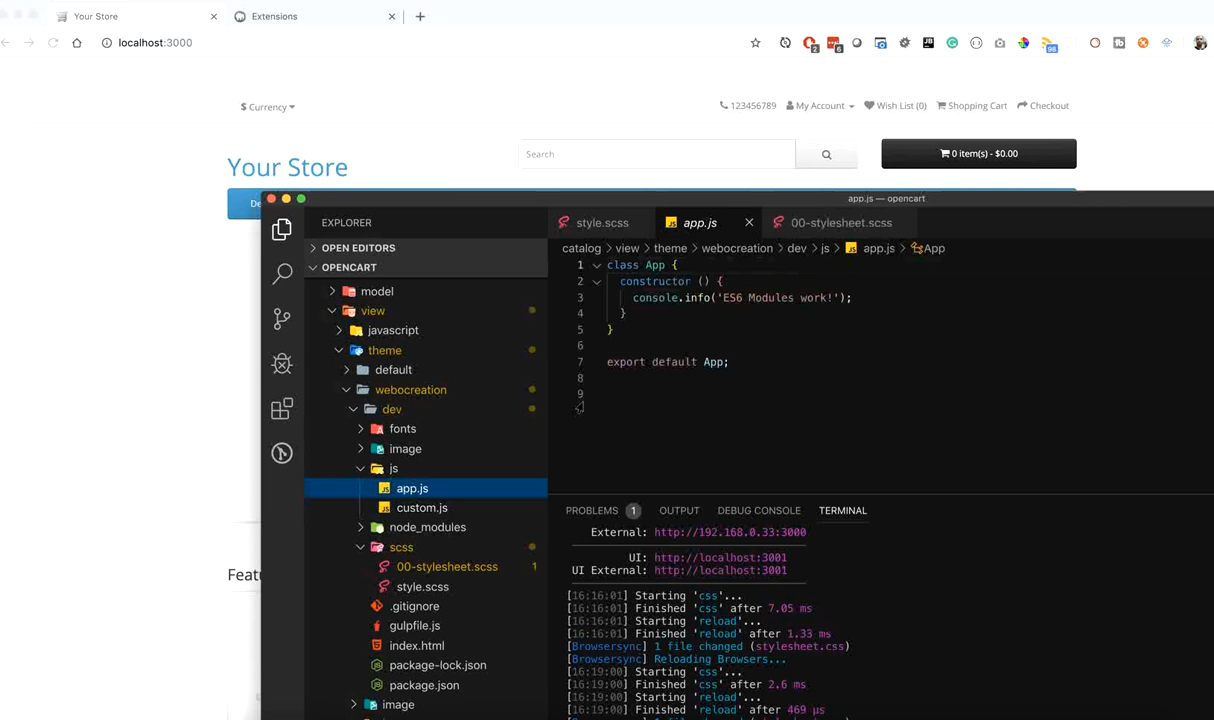 Your Store
Extensions
localhost:3000
2
6
98
$ Currency
123456789 My Account Wish List (0) Shopping Cart Checkout
Your Store
Search
0 item(s) - $0.00
De
app.js — opencart
EXPLORER
style.scss
app.js
00-stylesheet.scss
OPEN EDITORS
catalog > view > theme > webocreation > dev > js > app.js > App
OPENCART
model
view
javascript
theme
default
webocreation
dev
fonts
image
js
app.js
custom.js
node_modules
scss
00-stylesheet.scss 1
style.scss
.gitignore
gulpfile.js
index.html
package-lock.json
package.json
image
1 class App {
2 constructor () {
3 console.info('ES6 Modules work!');
4 }
5 }
6
7 export default App;
8
9
PROBLEMS 1 OUTPUT DEBUG CONSOLE TERMINAL
External: http://192.168.0.33:3000
UI: http://localhost:3001
UI External: http://localhost:3001
[16:16:01] Starting 'css'...
[16:16:01] Finished 'css' after 7.05 ms
[16:16:01] Starting 'reload'...
[16:16:01] Finished 'reload' after 1.33 ms
[Browsersync] 1 file changed (stylesheet.css)
[Browsersync] Reloading Browsers...
[16:19:00] Starting 'css'...
[16:19:00] Finished 'css' after 2.6 ms
[16:19:00] Starting 'reload'...
[16:19:00] Finished 'reload' after 469 μs
Featu